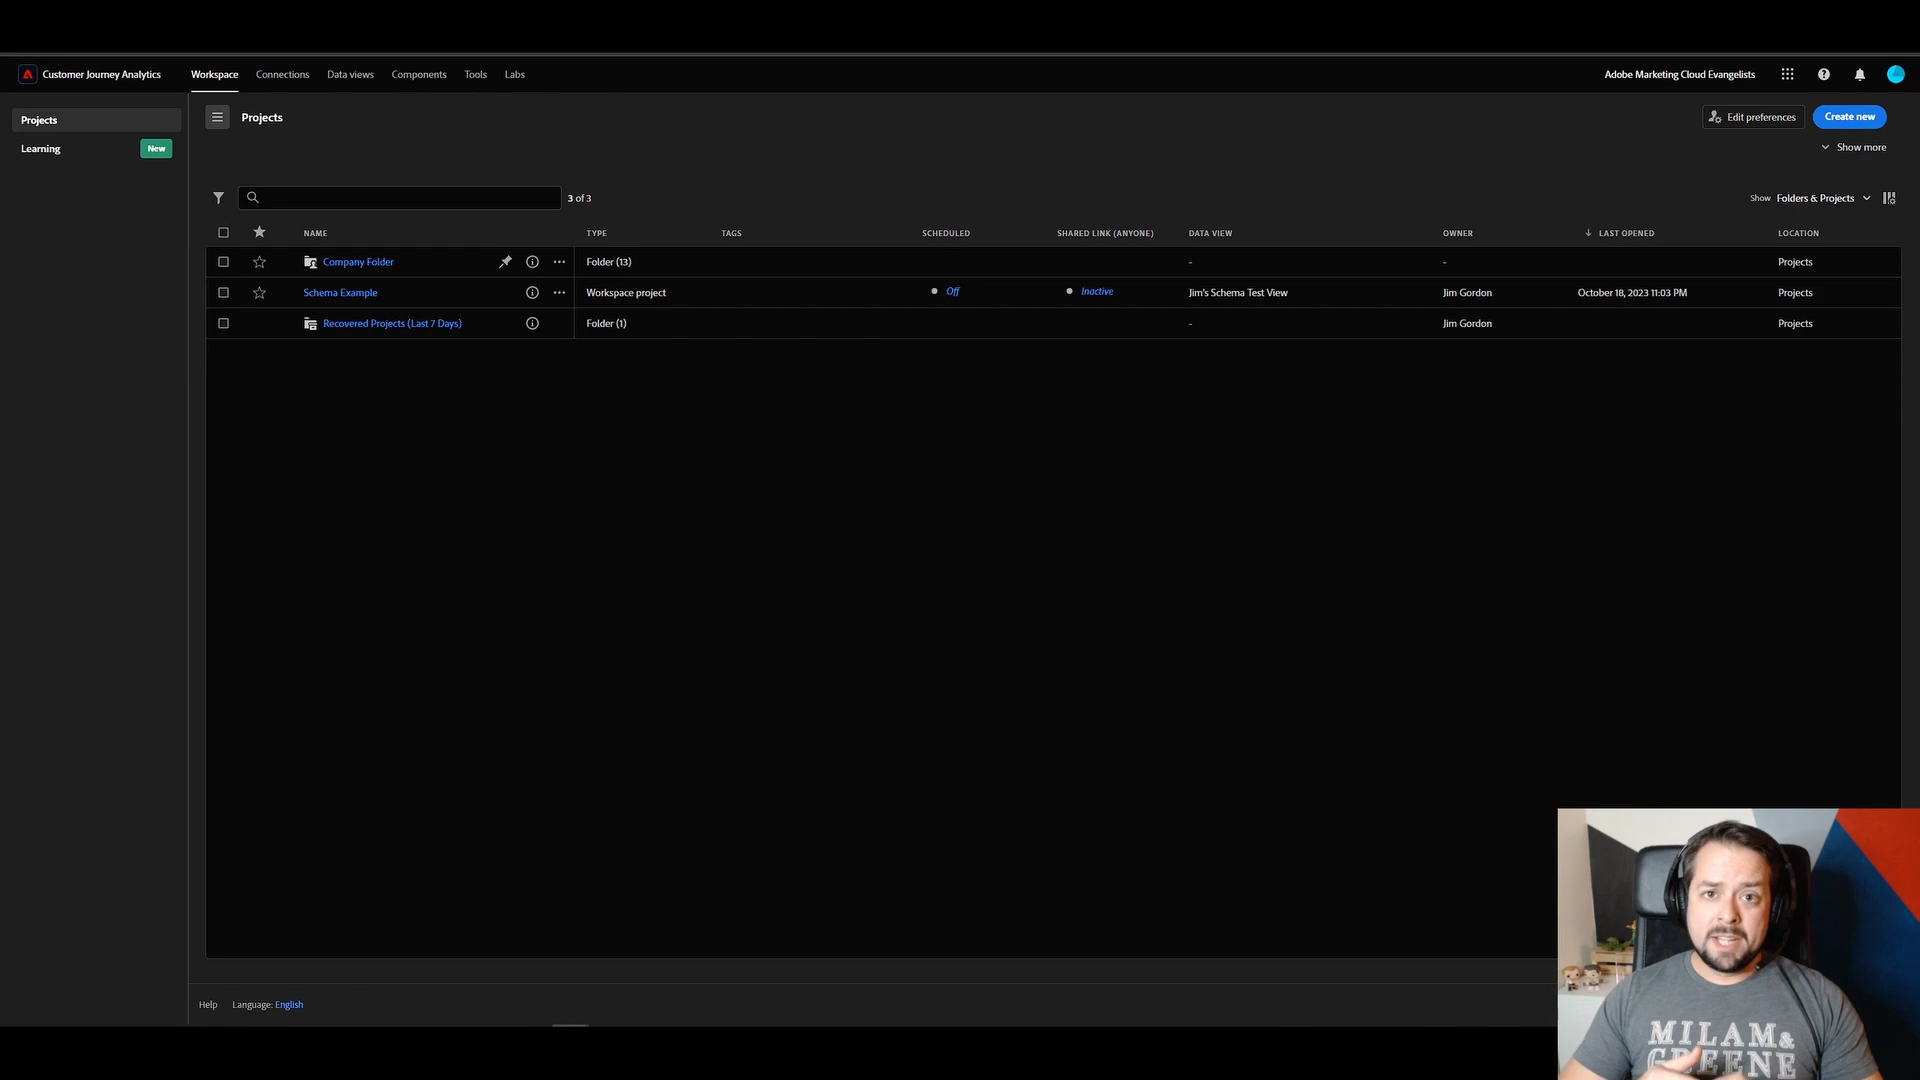 Customer Journey Analytics Workspace Connections Data views Components Tools Labs Adobe Marketing Cloud Evangelists
Projects
Learning New
Projects Edit preferences Create new
Show more
3 of 3 Show Folders & Projects
NAME TYPE TAGS SCHEDULED SHARED LINK (ANYONE) DATA VIEW OWNER LAST OPENED LOCATION
Company Folder Folder (13) - - Projects
Schema Example Workspace project Off Inactive Jim's Schema Test View Jim Gordon October 18, 2023 11:03 PM Projects
Recovered Projects (Last 7 Days) Folder (1) - Jim Gordon Projects
Help Language: English
MILAM &
GREENE